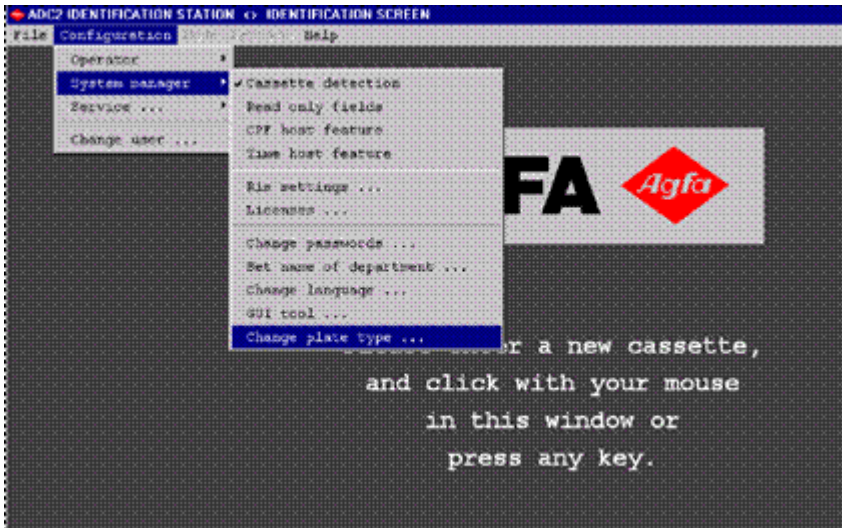 ADC2 IDENTIFICATION STATION <> IDENTIFICATION SCREEN
File Configuration Help
Operator
System manager
Service ...
Change user ...
Cassette detection
Read only fields
CPF host feature
Time host feature
Ris settings ...
Licenses ...
Change passwords ...
Set name of department ...
Change language ...
GUI tool ...
Change plate type ...
FA
Agfa
a new cassette,
and click with your mouse
in this window or
press any key.